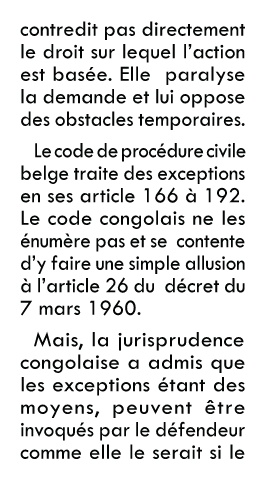 contredit pas directement
le droit sur lequel l'action
est basée. Elle paralyse
la demande et lui oppose
des obstacles temporaires.
Le code de procédure civile
belge traite des exceptions
en ses article 166 à 192.
Le code congolais ne les
énumère pas et se contente
d'y faire une simple allusion
à l'article 26 du décret du
7 mars 1960.
Mais, la jurisprudence
congolaise a admis que
les exceptions étant des
moyens, peuvent être
invoqués par le défendeur
comme elle le serait si le